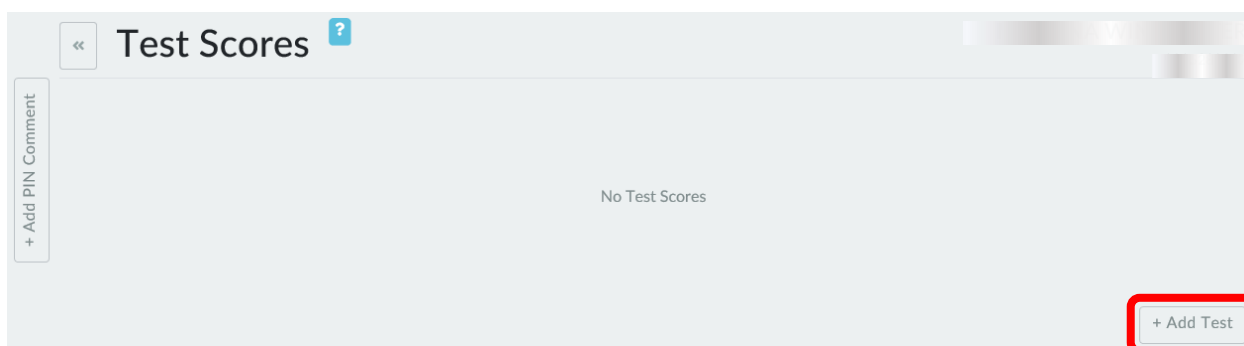 « Test Scores ?
+ Add PIN Comment
No Test Scores
+ Add Test